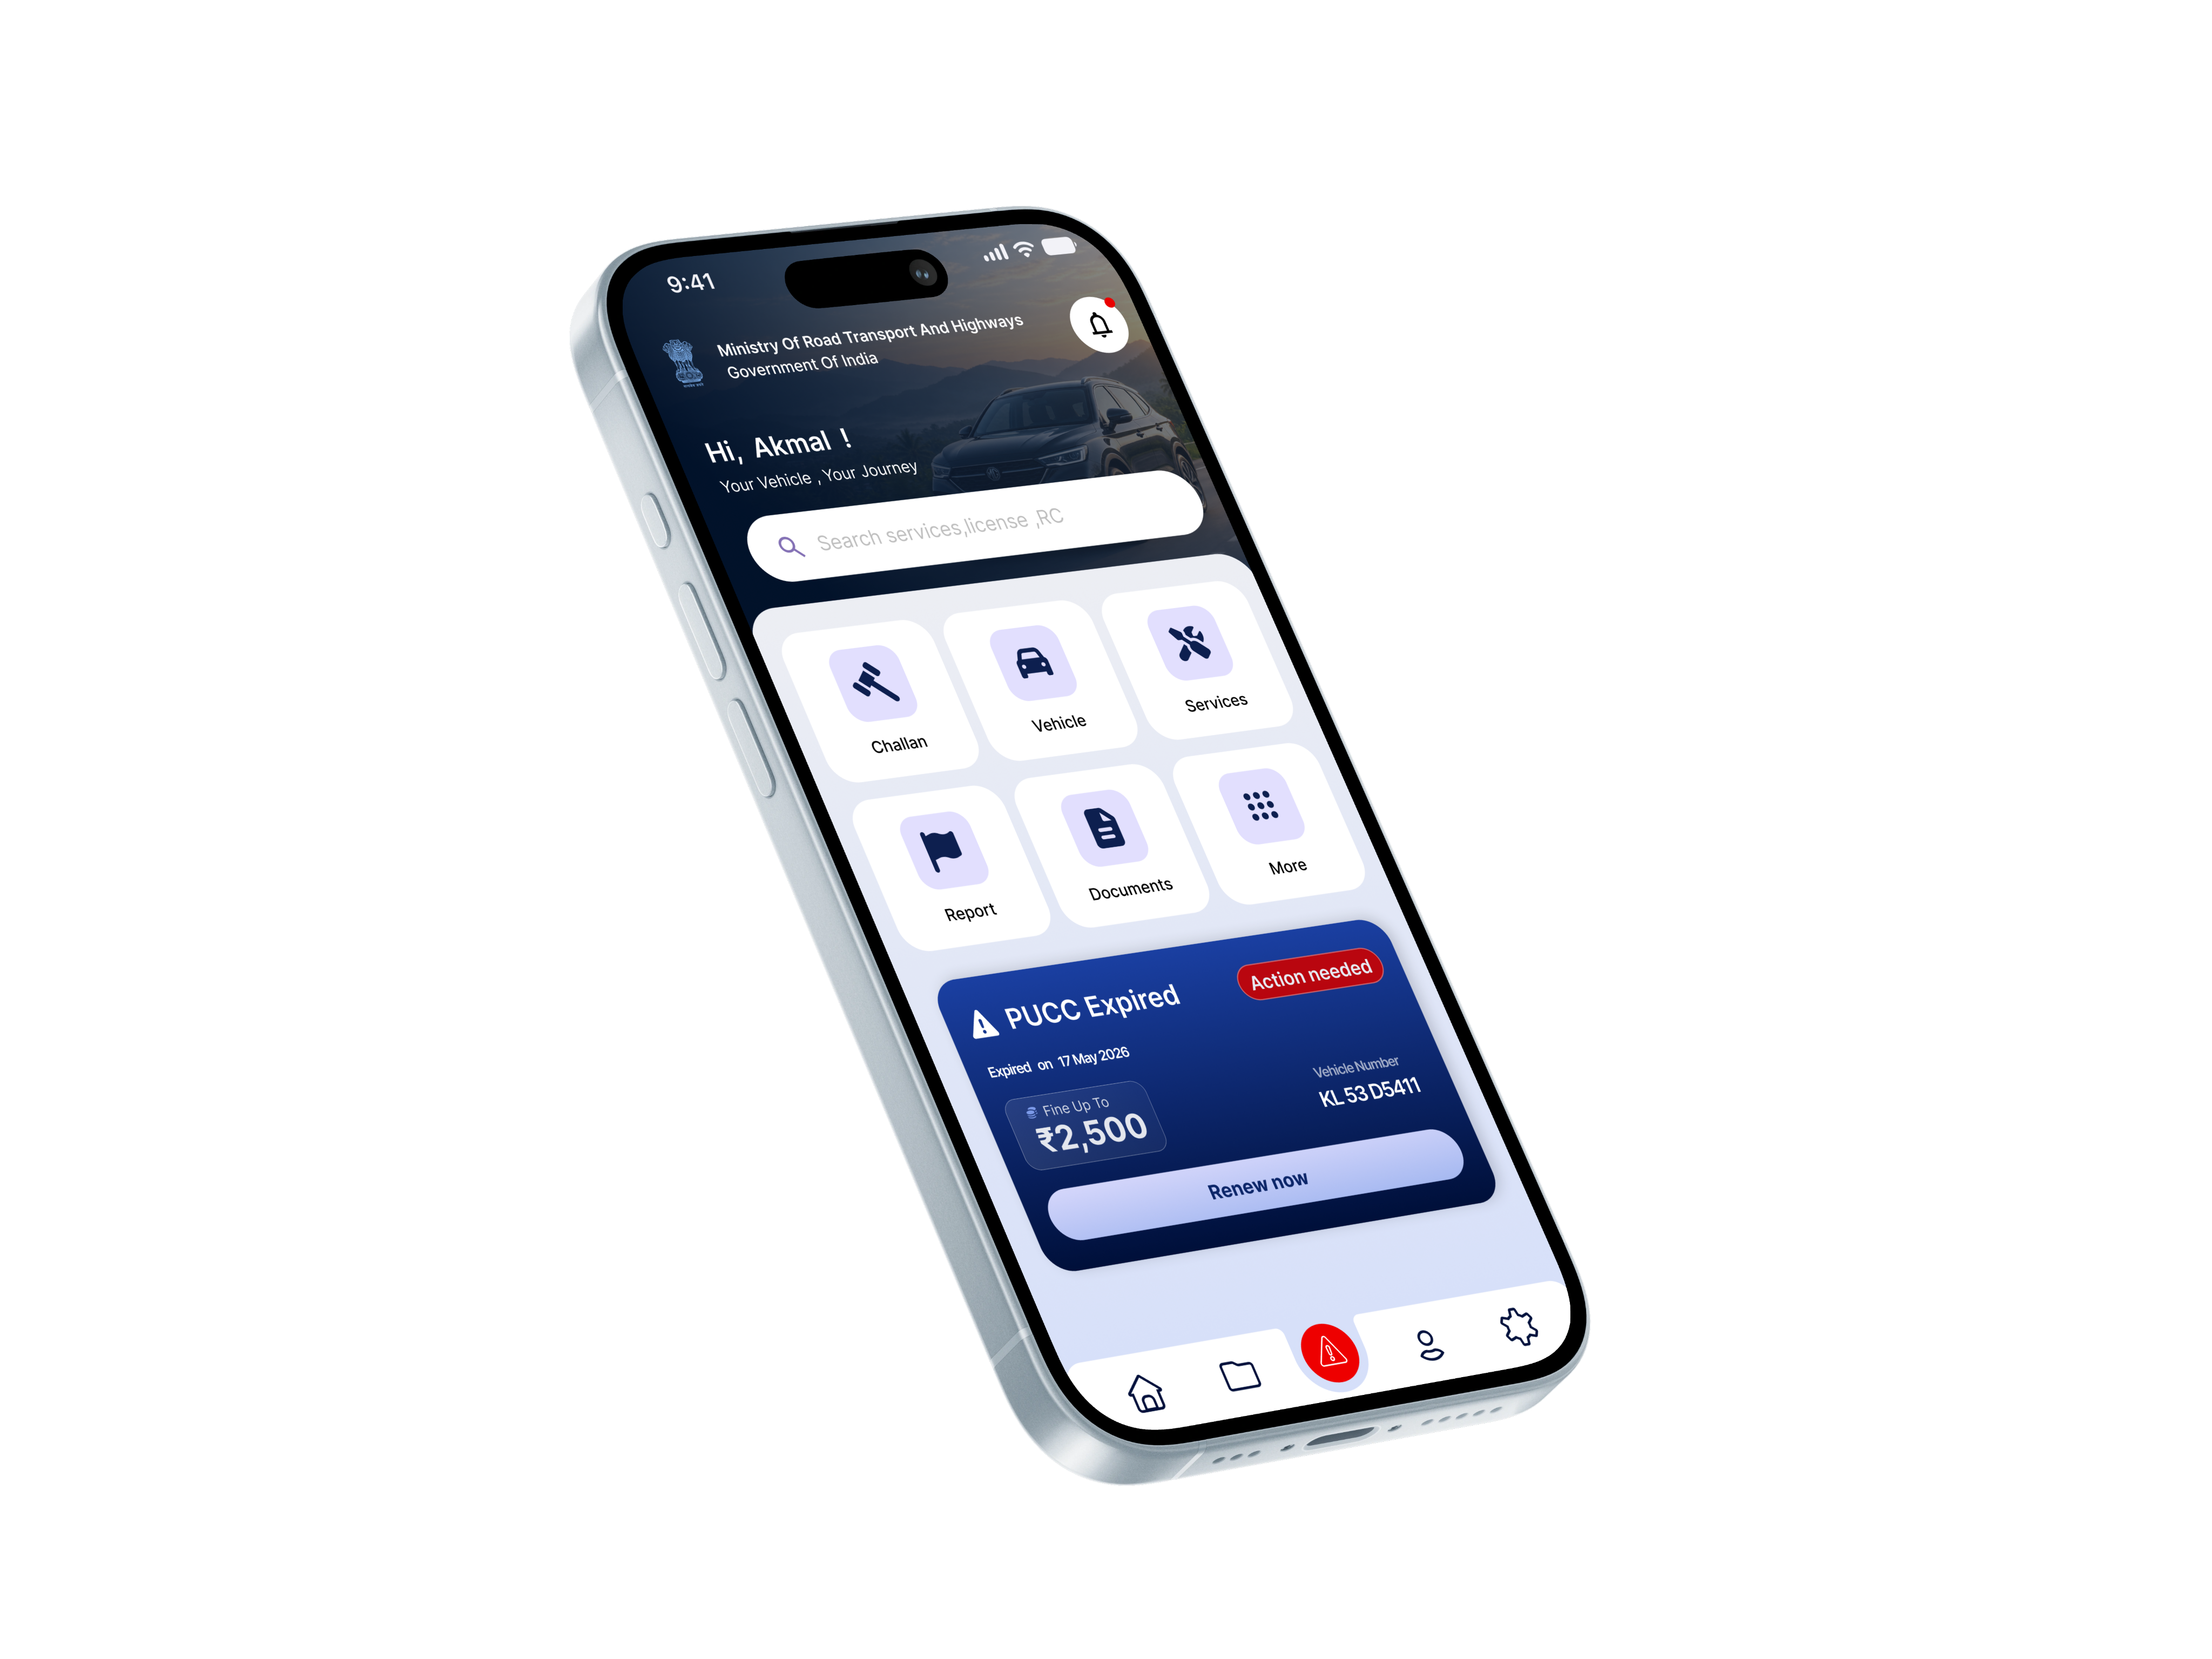 9:41
Ministry Of Road Transport And Highways
Government Of India
Hi, Akmal !
Your Vehicle , Your Journey
Search services,license ,RC
Challan
Vehicle
Services
Report
Documents
More
PUCC Expired
Action needed
Expired on 17 May 2026
Fine Up To
₹2,500
Vehicle Number
KL 53 D5411
Renew now